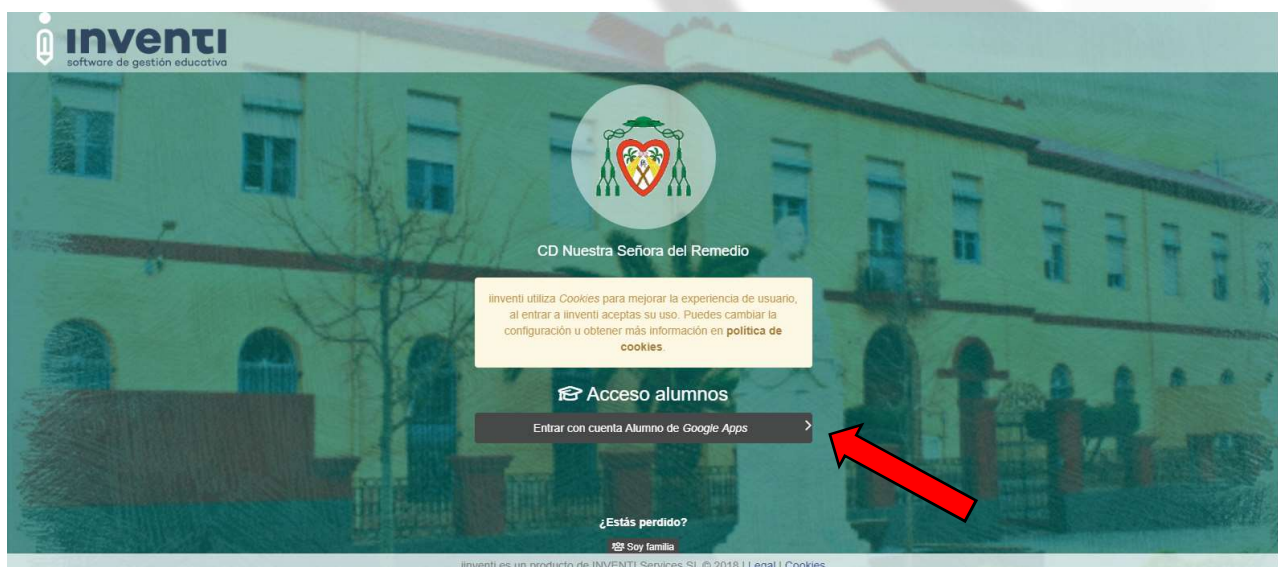 inventi
software de gestión educativa
CD Nuestra Señora del Remedio
iinventi utiliza Cookies para mejorar la experiencia de usuario,
al entrar a iinventi aceptas su uso. Puedes cambiar la
configuración u obtener más información en política de
cookies.
Acceso alumnos
Entrar con cuenta Alumno de Google Apps
¿Estás perdido?
Soy familia
iinventi es un producto de INVENTI Services SL © 2018 | Legal | Cookies